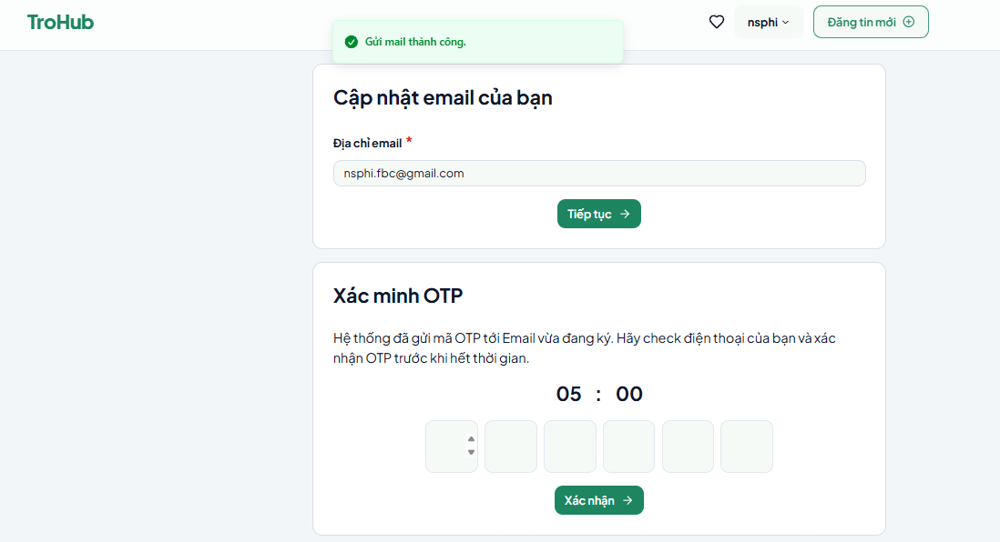 TroHub
Gửi mail thành công.
nsphi
Đăng tin mới
Cập nhật email của bạn
Địa chỉ email *
nsphi.fbc@gmail.com
Tiếp tục
Xác minh OTP
Hệ thống đã gửi mã OTP tới Email vừa đang ký. Hãy check điện thoại của bạn và xác
nhận OTP trước khi hết thời gian.
05 : 00
Xác nhận